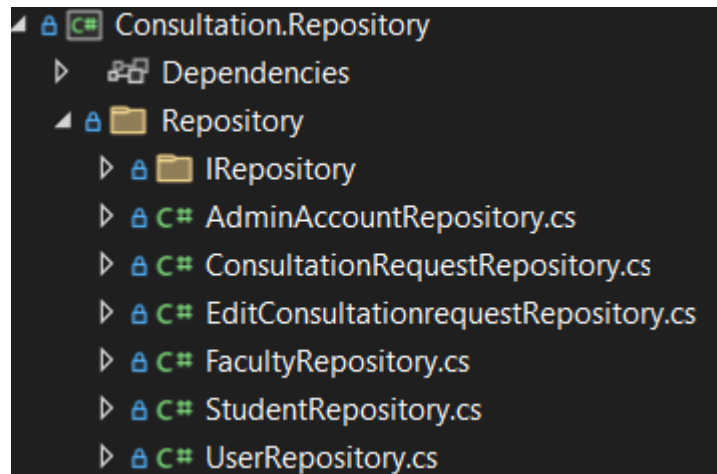 C# Consultation.Repository
Dependencies
Repository
IRepository
C# AdminAccountRepository.cs
C# ConsultationRequestRepository.cs
C# EditConsultationrequestRepository.cs
C# FacultyRepository.cs
C# StudentRepository.cs
C# UserRepository.cs